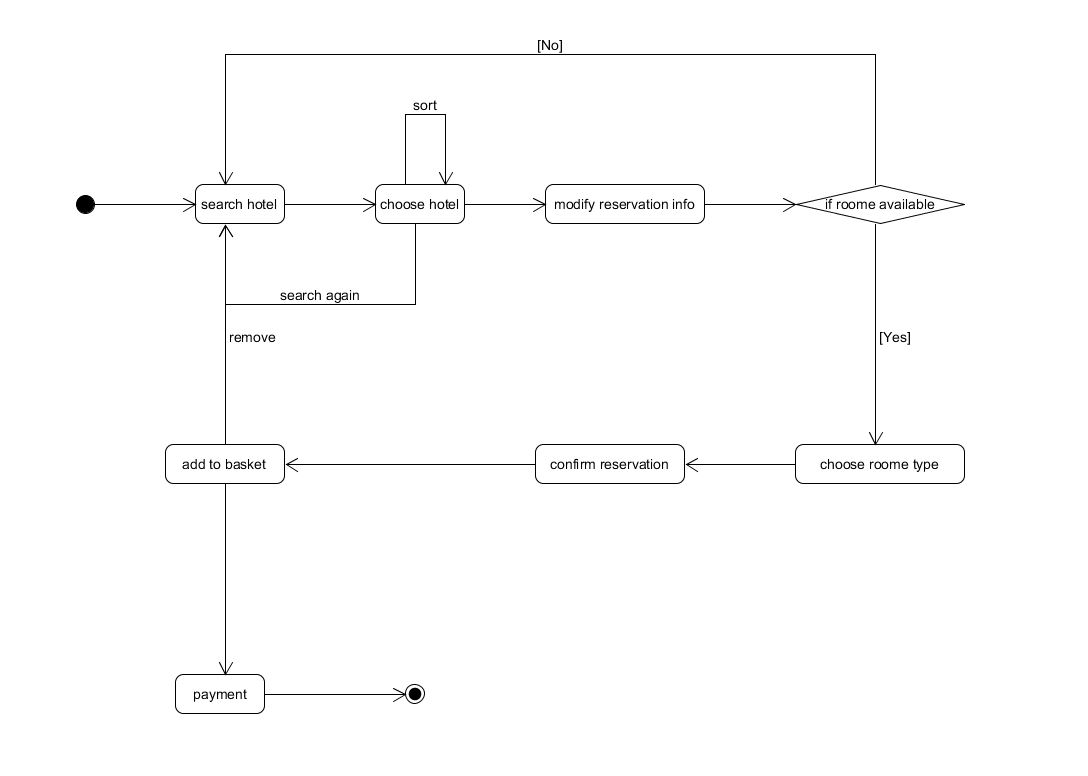 [No]
sort
search hotel
choose hotel
modify reservation info
if roome available
search again
remove
[Yes]
add to basket
confirm reservation
choose roome type
payment